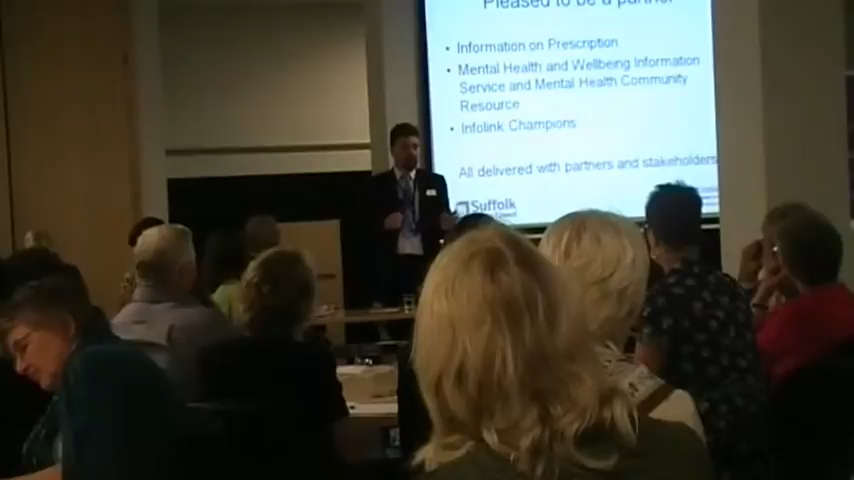 Pleased to be a partner
• Information on Prescription
• Mental Health and Wellbeing Information
Service and Mental Health Community
Resource
• Infolink Champions
All delivered with partners and stakeholders
Suffolk